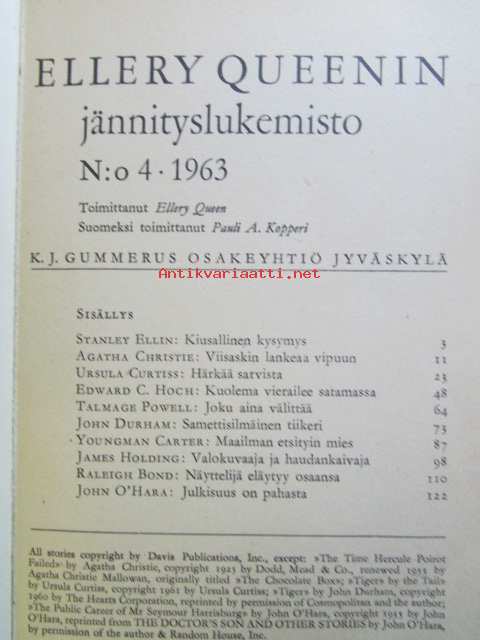 ELLERY QUEENIN
jännityslukemisto
N:o 4 · 1963
Toimittanut Ellery Queen
Suomeksi toimittanut Pauli A. Kopperi
K. J. GUMMERUS OSAKEYHTIÖ JYVÄSKYLÄ
Antikvariaatti.net
SISÄLLYS
STANLEY ELLIN: Kiusallinen kysymys 3
AGATHA CHRISTIE: Viisaskin lankeaa vipuun 11
URSULA CURTISS: Härkää sarvista 23
EDWARD C. HOCH: Kuolema vierailee satamassa 48
TALMAGE POWELL: Joku aina välittää 64
JOHN DURHAM: Samettisilmäinen tiikeri 73
YOUNGMAN CARTER: Maailman etsityin mies 87
JAMES HOLDING: Valokuvaaja ja haudankaivaja 98
RALEIGH BOND: Näyttelijä eläytyy osaansa 110
JOHN O'HARA: Julkisuus on pahasta 122
All stories copyright by Davis Publications, Inc., except: »The Time Hercule Poirot
Failed» by Agatha Christie, copyright 1923 by Dodd, Mead & Co., renewed 1953 by
Agatha Christie Mallowan, originally titled »The Chocolate Box»; »Tiger by the Tail»
by Ursula Curtiss, copyright 1961 by Ursula Curtiss; »Tiger» by John Durham, copyright
1960 by The Hearts Corporation, reprinted by permission of Cosmopolitan and the author;
»The Public Career of Mr Seymour Harrisburg» by John O'Hara, copyright 1935 by John
O'Hara, reprinted from THE DOCTOR'S SON AND OTHER STORIES by John O'Hara,
by permission of the author & Random House, Inc.